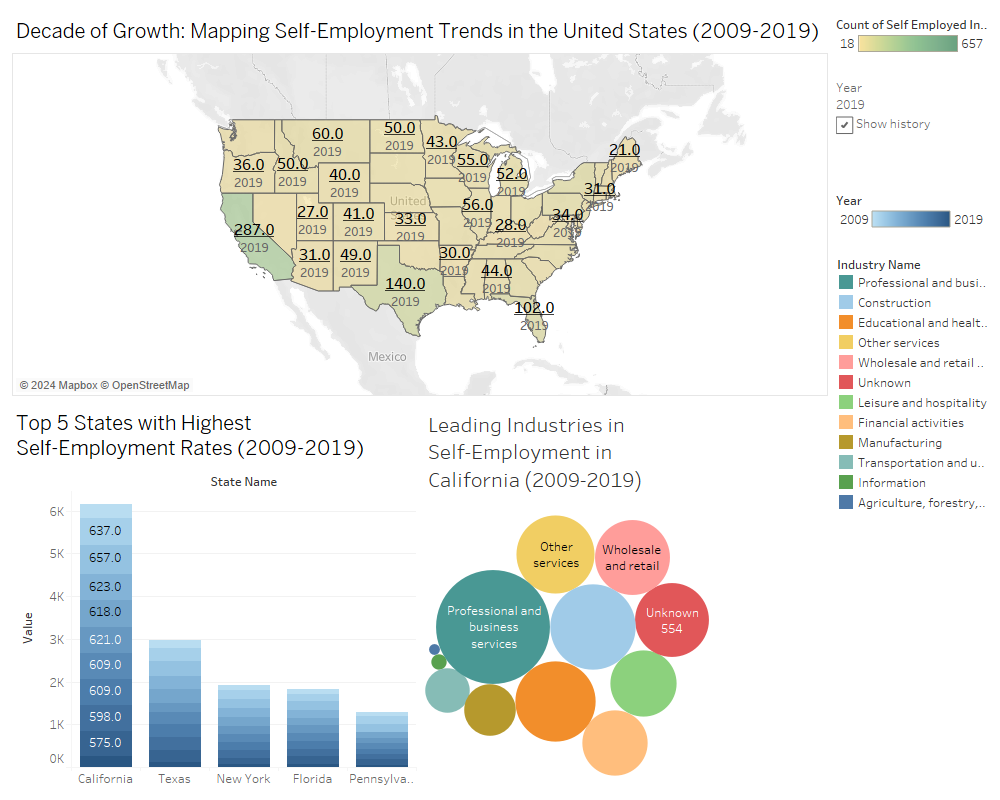 Decade of Growth: Mapping Self-Employment Trends in the United States (2009-2019)
Count of Self Employed In..
18 657
Year
2019
✔ Show history
Year
2009 2019
Industry Name
Professional and busi..
Construction
Educational and healt..
Other services
Wholesale and retail ..
Unknown
Leisure and hospitality
Financial activities
Manufacturing
Transportation and u..
Information
Agriculture, forestry,..
60.0
2019
50.0
2019
43.0
2019
21.0
2019
36.0
2019
50.0
2019
40.0
2019
55.0
2019
52.0
2019
31.0
2019
United
27.0
2019
41.0
2019
33.0
2019
56.0
2019
28.0
2019
34.0
2019
287.0
2019
31.0
2019
49.0
2019
30.0
2019
44.0
2019
140.0
2019
102.0
2019
Mexico
© 2024 Mapbox © OpenStreetMap
Top 5 States with Highest
Self-Employment Rates (2009-2019)
State Name
Value
6K
5K
4K
3K
2K
1K
0K
637.0
657.0
623.0
618.0
621.0
609.0
609.0
598.0
575.0
California Texas New York Florida Pennsylva..
Leading Industries in
Self-Employment in
California (2009-2019)
Other
services
Wholesale
and retail
Professional and
business
services
Unknown
554